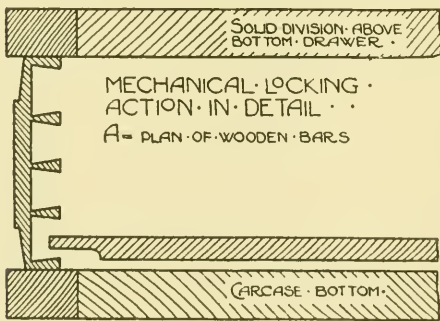 SOLID DIVISION · ABOVE
BOTTOM · DRAWER ·
MECHANICAL · LOCKING ·
ACTION · IN · DETAIL · ·
A = PLAN · OF · WOODEN · BARS
CARCASE · BOTTOM ·